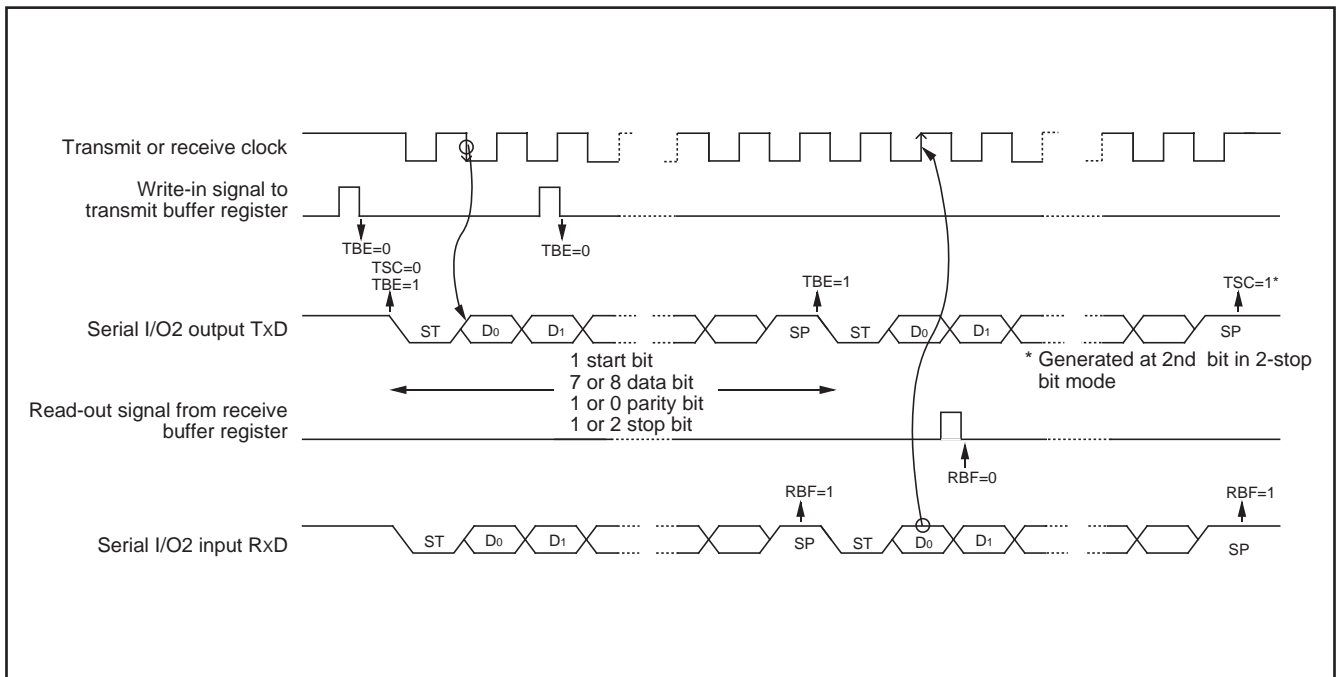 Transmit or receive clock
Write-in signal to
transmit buffer register
TBE=0
TBE=0
TSC=0
TBE=1
TBE=1
TSC=1*
Serial I/O2 output TxD
ST
D0
D1
SP
ST
D0
D1
SP
* Generated at 2nd bit in 2-stop
bit mode
1 start bit
7 or 8 data bit
1 or 0 parity bit
1 or 2 stop bit
Read-out signal from receive
buffer register
RBF=0
RBF=1
RBF=1
Serial I/O2 input RxD
ST
D0
D1
SP
ST
D0
D1
SP